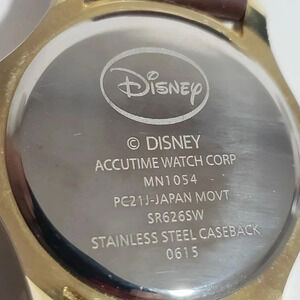 Disney
© DISNEY
ACCUTIME WATCH CORP
MN1054
PC21J-JAPAN MOVT
SR626SW
STAINLESS STEEL CASEBACK
0615